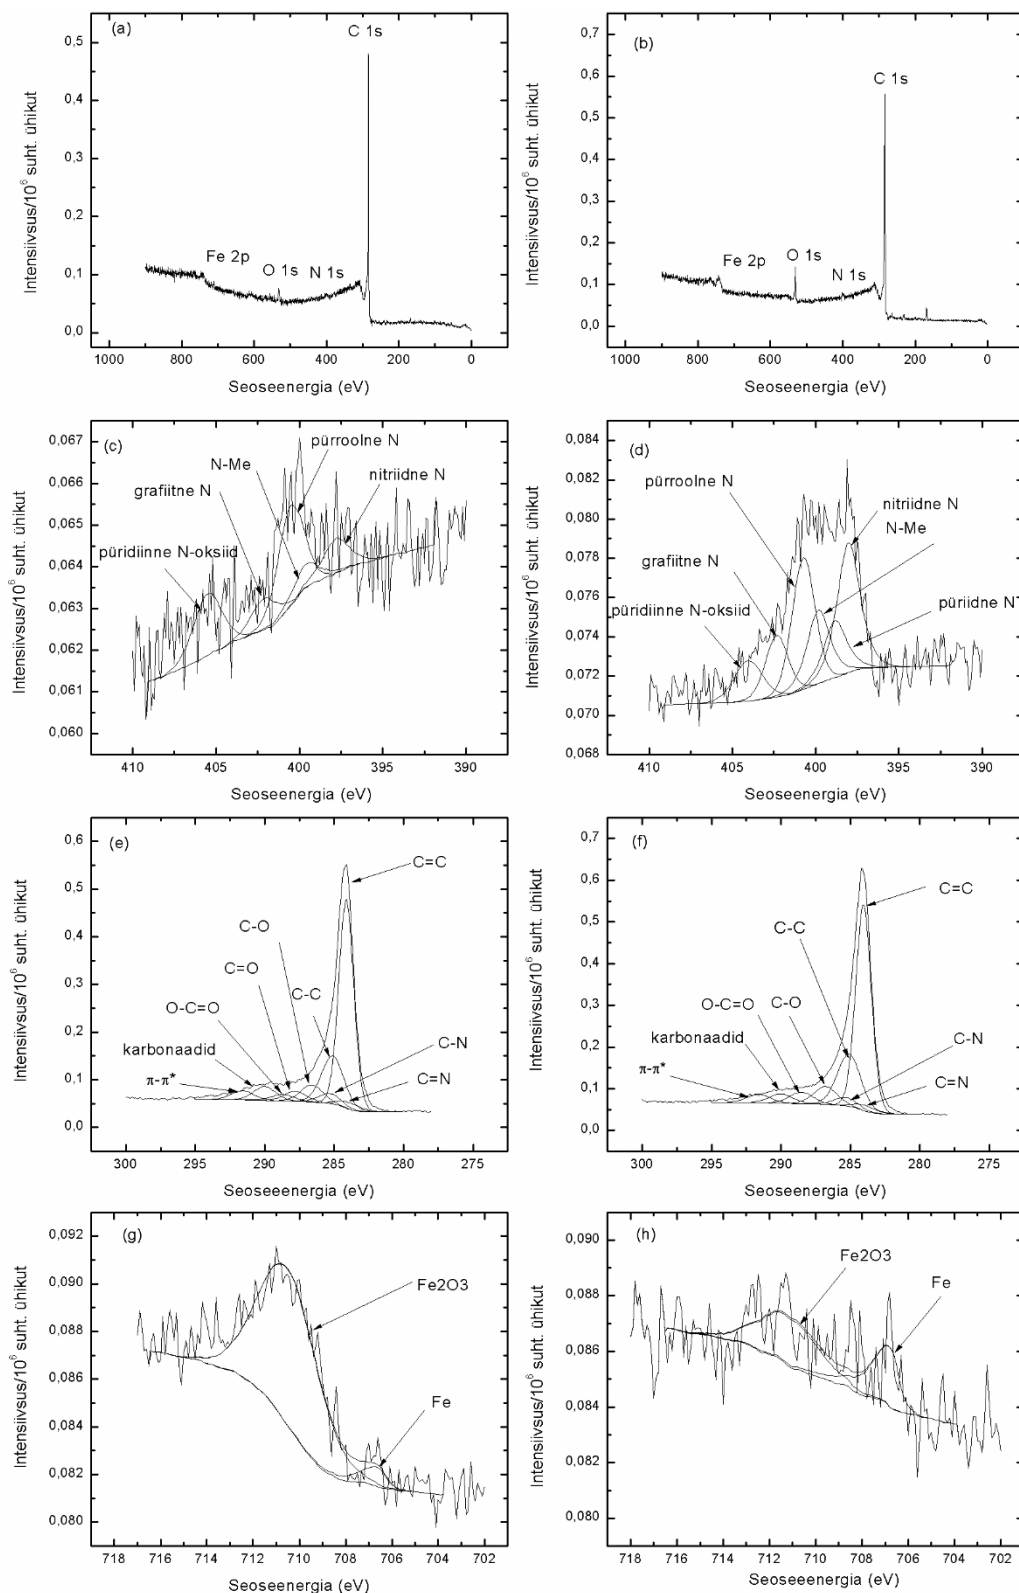 (a)
C 1s
Fe 2p
O 1s
N 1s
0,5
0,4
0,3
0,2
0,1
0,0
1000 800 600 400 200 0
Intensiivsus/10⁶ suht. ühikut
Seoseenergia (eV)
(b)
C 1s
Fe 2p
O 1s
N 1s
0,7
0,6
0,5
0,4
0,3
0,2
0,1
0,0
1000 800 600 400 200 0
Intensiivsus/10⁶ suht. ühikut
Seoseenergia (eV)
(c)
pürroolne N
N-Me
nitriidne N
grafiitne N
püridiinne N-oksiid
0,067
0,066
0,065
0,064
0,063
0,062
0,061
0,060
410 405 400 395 390
Intensiivsus/10⁶ suht. ühikut
Seoseenergia (eV)
(d)
pürroolne N
nitriidne N
N-Me
grafiitne N
püridiinne N-oksiid
püriidne N
0,084
0,082
0,080
0,078
0,076
0,074
0,072
0,070
0,068
410 405 400 395 390
Intensiivsus/10⁶ suht. ühikut
Seoseenergia (eV)
(e)
C=C
C-O
C=O
C-C
O-C=O
C-N
karbonaadid
π-π*
C=N
0,6
0,5
0,4
0,3
0,2
0,1
0,0
300 295 290 285 280 275
Intensiivsus/10⁶ suht. ühikut
Seoseeenergia (eV)
(f)
C=C
C-C
O-C=O
C-O
karbonaadid
C-N
π-π*
C=N
0,7
0,6
0,5
0,4
0,3
0,2
0,1
0,0
300 295 290 285 280 275
Intensiivsus/10⁶ suht. ühikut
Seoseenergia (eV)
(g)
Fe2O3
Fe
0,092
0,090
0,088
0,086
0,084
0,082
0,080
718 716 714 712 710 708 706 704 702
Intensiivsus/10⁶ suht. ühikut
Seoseenergia (eV)
(h)
Fe2O3
Fe
0,090
0,088
0,086
0,084
0,082
0,080
718 716 714 712 710 708 706 704 702
Intensiivsus/10⁶ suht. ühikut
Seoseeenergia (eV)